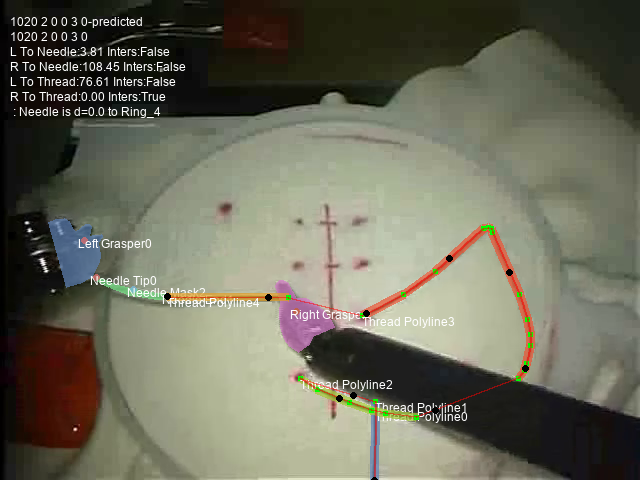 1020 2 0 0 3 0-predicted
1020 2 0 0 3 0
L To Needle:3.81 Inters:False
R To Needle:108.45 Inters:False
L To Thread:76.61 Inters:False
R To Thread:0.00 Inters:True
: Needle is d=0.0 to Ring_4
Left Grasper0
Needle Tip0
Needle Mask2
Thread Polyline4
Right Graspe
Thread Polyline3
Thread Polyline2
Thread Polyline1
Thread Polyline0